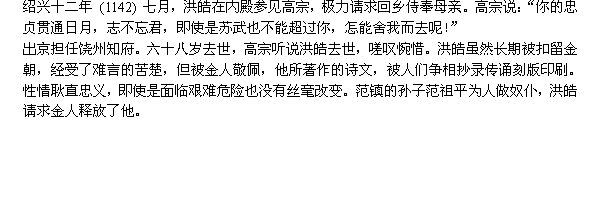 绍兴十二年 (1142) 七月，洪皓在内殿参见高宗，极力请求回乡侍奉母亲。高宗说：“你的忠
贞贯通日月，志不忘君，即使是苏武也不能超过你，怎能舍我而去呢！”
出京担任饶州知府。六十八岁去世，高宗听说洪皓去世，嗟叹惋惜。洪皓虽然长期被扣留金
朝，经受了难言的苦楚，但被金人敬佩，他所著作的诗文，被人们争相抄录传诵刻版印刷。
性情耿直忠义，即使是面临艰难危险也没有丝毫改变。范镇的孙子范祖平为人做奴仆，洪皓
请求金人释放了他。